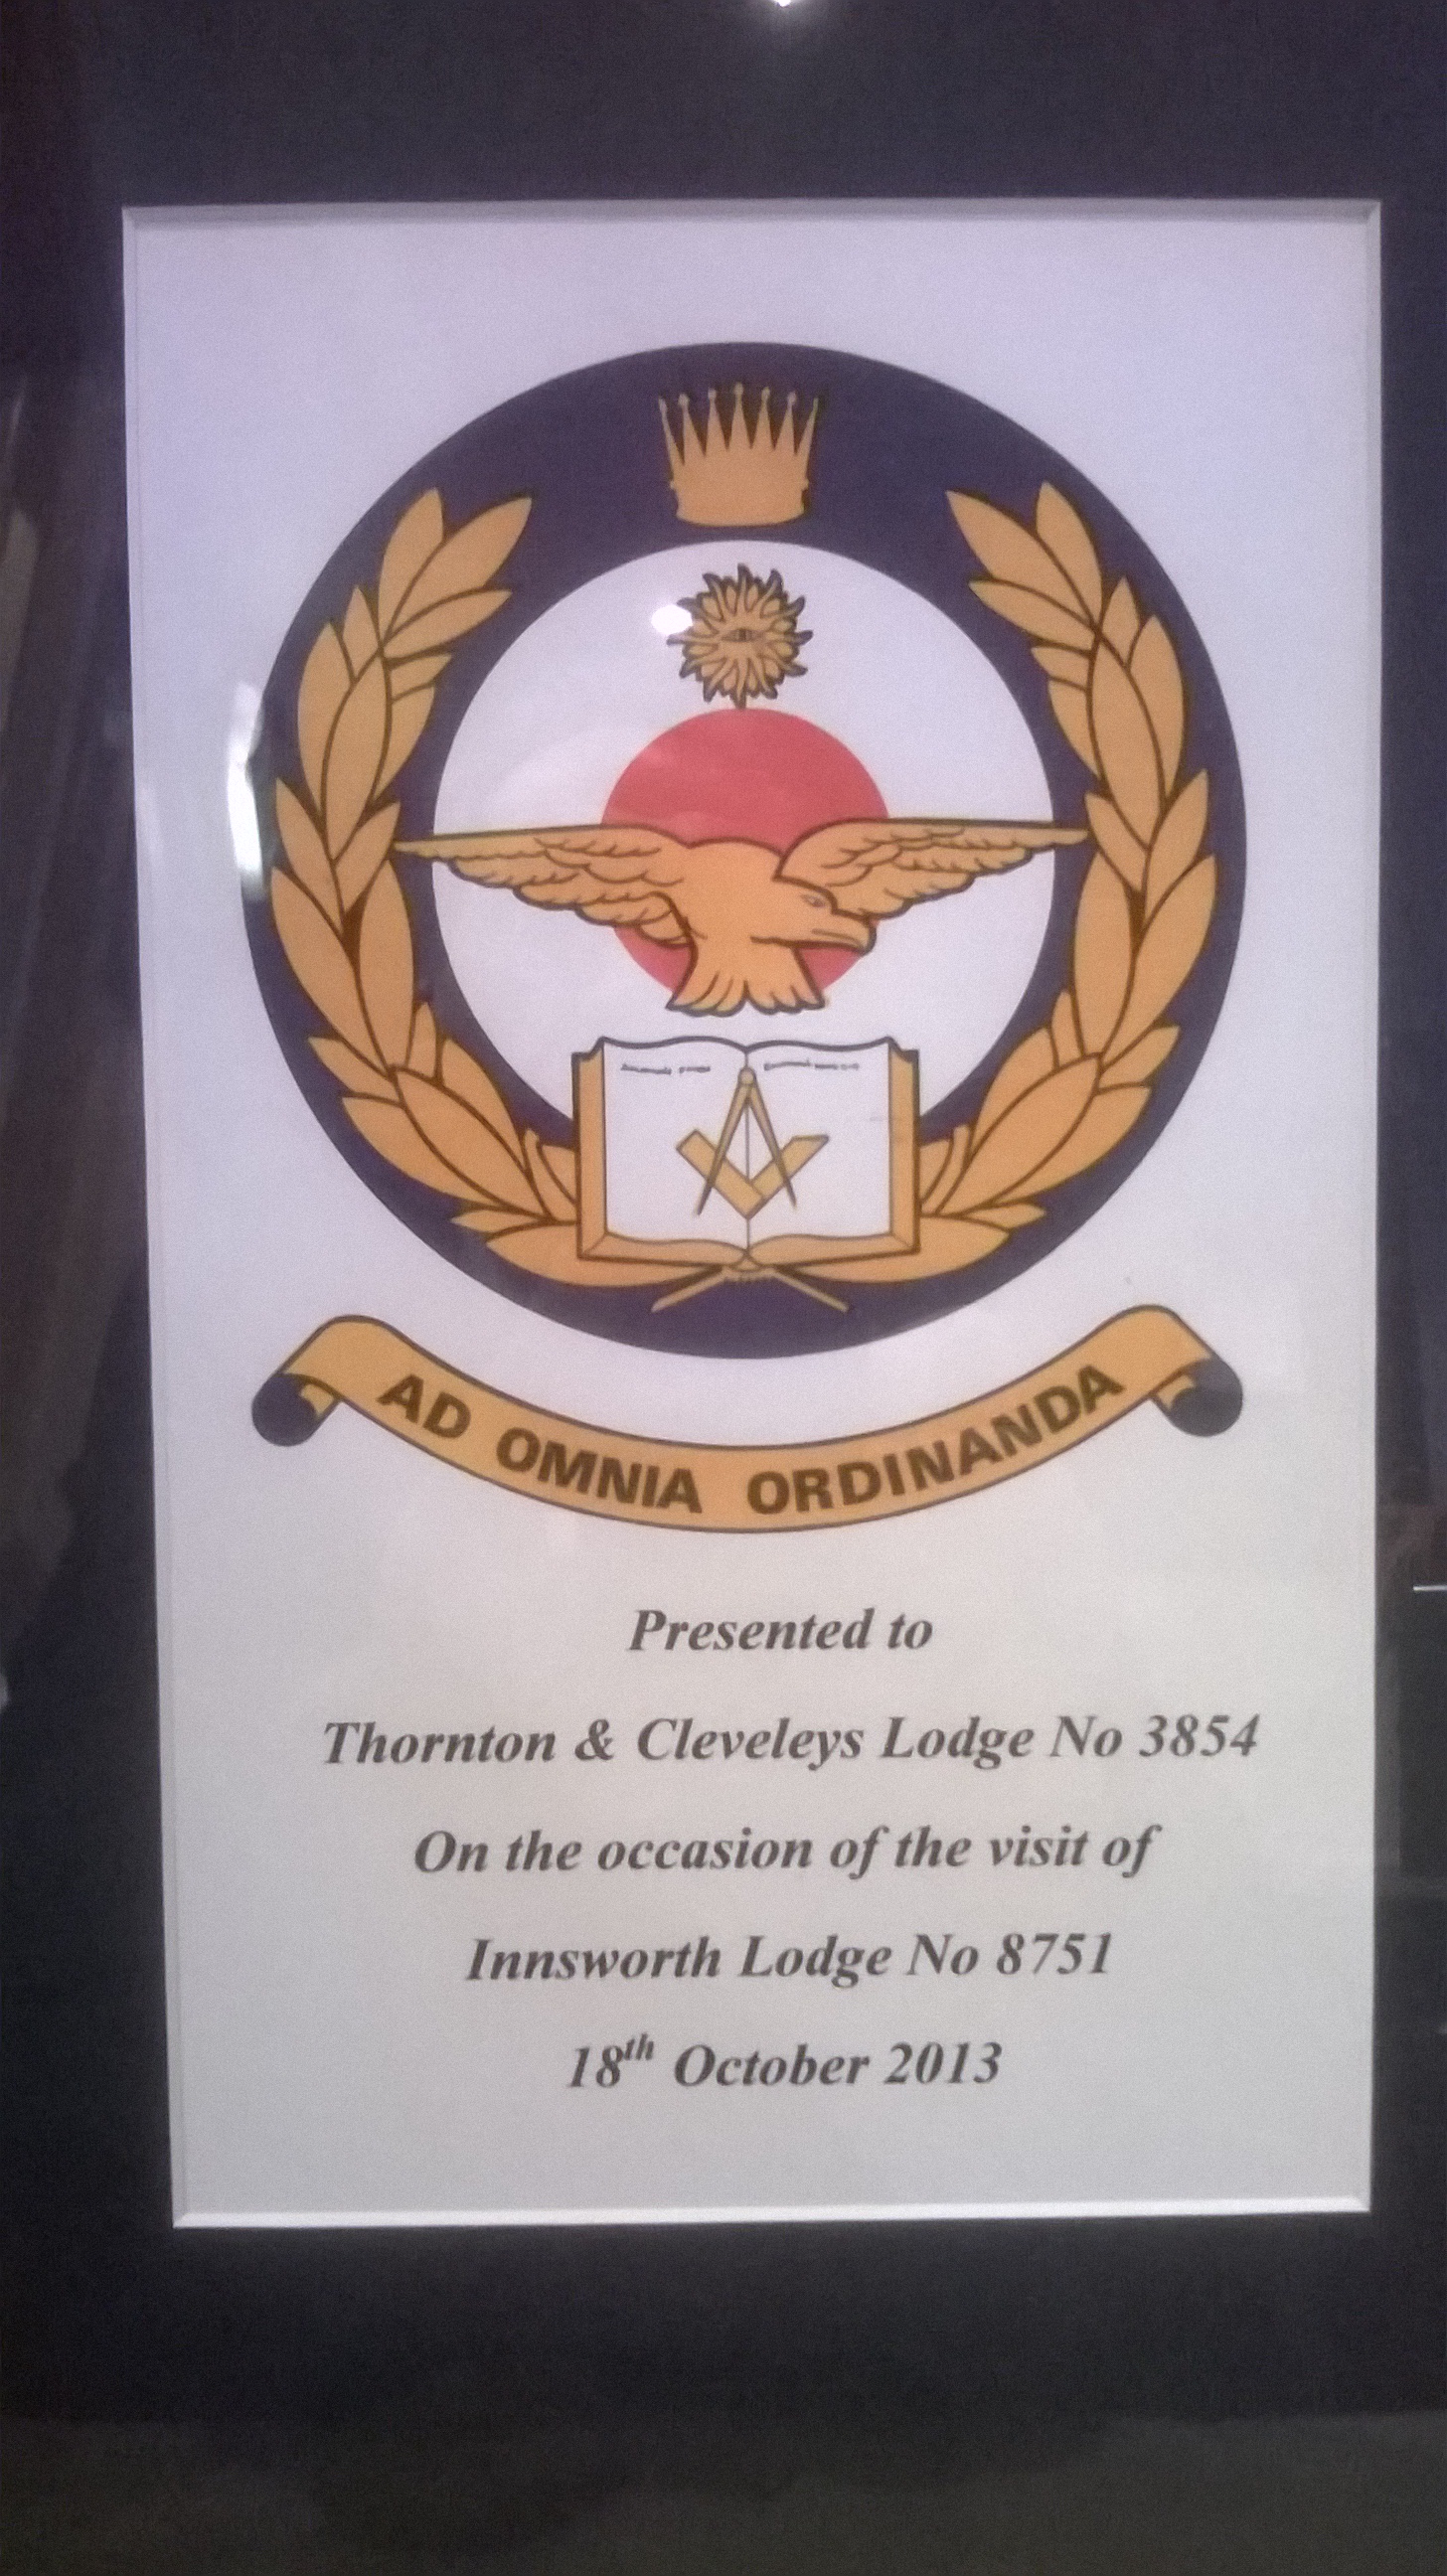 AD OMNIA ORDINANDA
Presented to
Thornton & Cleveleys Lodge No 3854
On the occasion of the visit of
Innsworth Lodge No 8751
18th October 2013